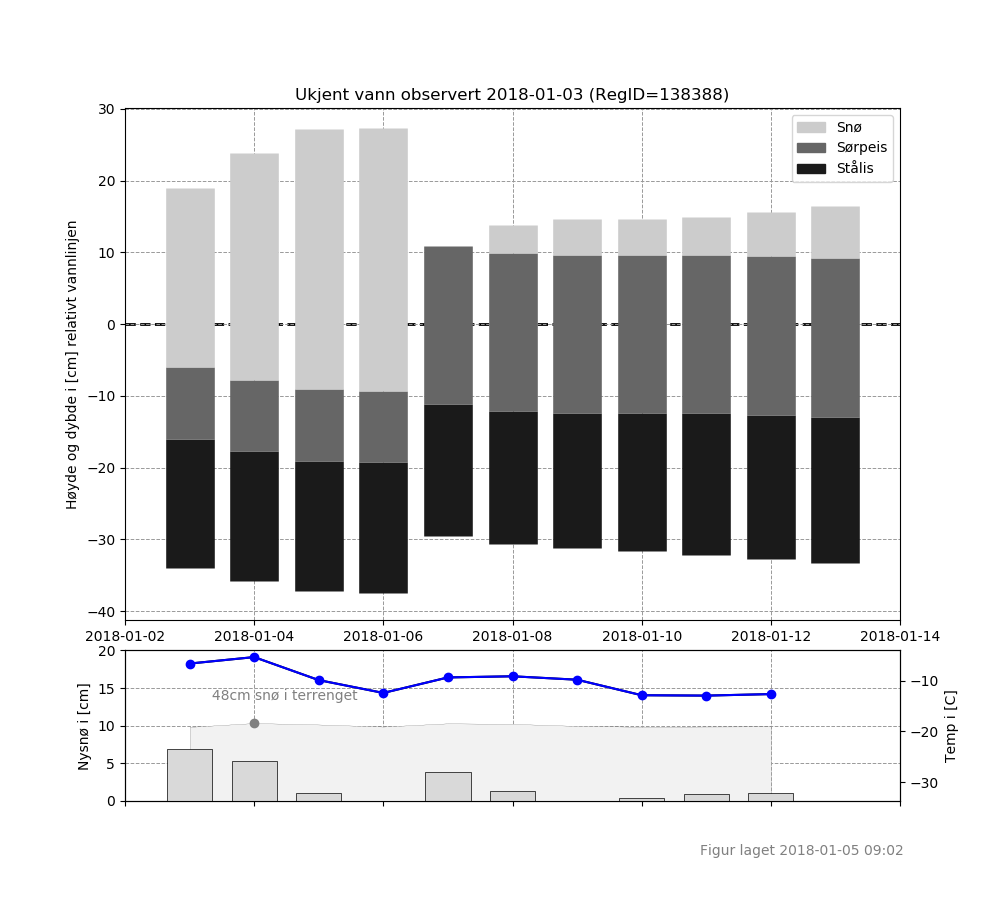 Ukjent vann observert 2018-01-03 (RegID=138388)
Snø
Sørpeis
Stålis
Høyde og dybde i [cm] relativt vannlinjen
30
20
10
0
−10
−20
−30
−40
2018-01-02 2018-01-04 2018-01-06 2018-01-08 2018-01-10 2018-01-12 2018-01-14
Nysnø i [cm]
20
15
10
5
0
48cm snø i terrenget
−10
−20
−30
Temp i [C]
Figur laget 2018-01-05 09:02